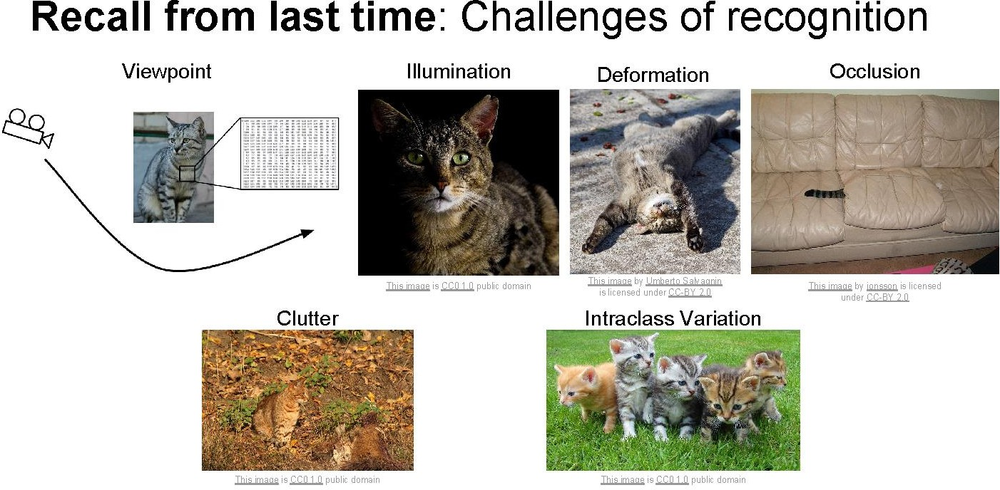 Recall from last time: Challenges of recognition
Viewpoint
Illumination
Deformation
Occlusion
This image is CC0 1.0 public domain
This image by Umberto Salvagnin
is licensed under CC-BY 2.0
This image by jonsson is licensed
under CC-BY 2.0
Clutter
Intraclass Variation
This image is CC0 1.0 public domain
This image is CC0 1.0 public domain